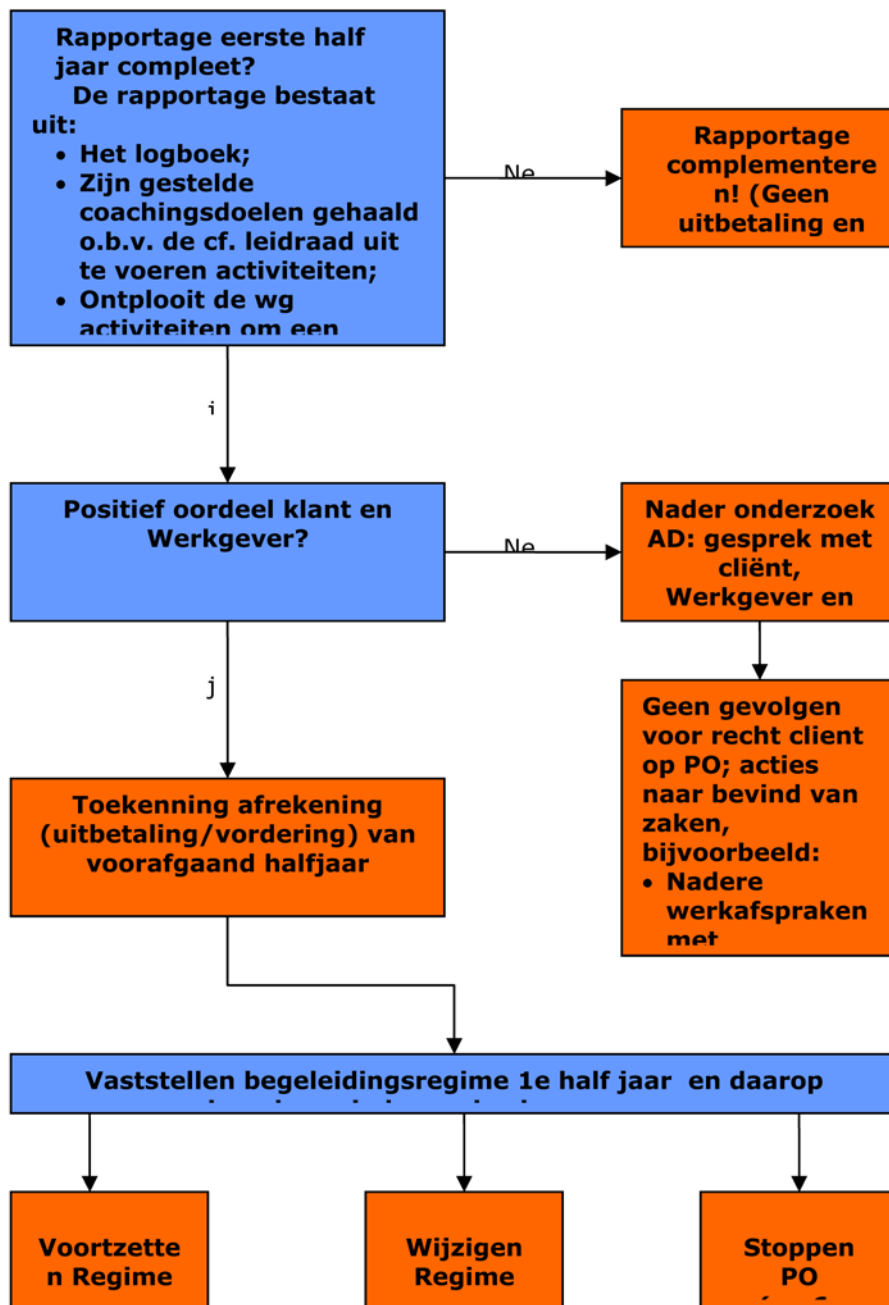 Rapportage eerste half
jaar compleet?
De rapportage bestaat
uit:
• Het logboek;
• Zijn gestelde
coachingsdoelen gehaald
o.b.v. de cf. leidraad uit
te voeren activiteiten;
• Ontplooit de wg
activiteiten om een
Ne
Rapportage
complementere
n! (Geen
uitbetaling en
Positief oordeel klant en
Werkgever?
Ne
Nader onderzoek
AD: gesprek met
cliënt,
Werkgever en
j
Geen gevolgen
voor recht client
op PO; acties
naar bevind van
zaken,
bijvoorbeeld:
• Nadere
werkafspraken
met
Toekenning afrekening
(uitbetaling/vordering) van
voorafgaand halfjaar
Vaststellen begeleidingsregime 1e half jaar en daarop
Voortzette
n Regime
Wijzigen
Regime
Stoppen
PO